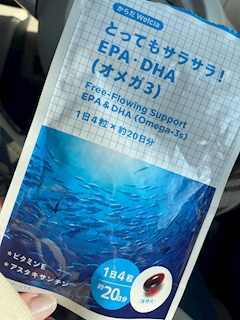 からだWelcia
とってもサラサラ!
EPA・DHA
(オメガ3)
Free-Flowing Support
EPA & DHA (Omega-3s)
1日4粒×約20日分
*ビタミンE
*アスタキサンチン
1日4粒
約20日分
(実物大)